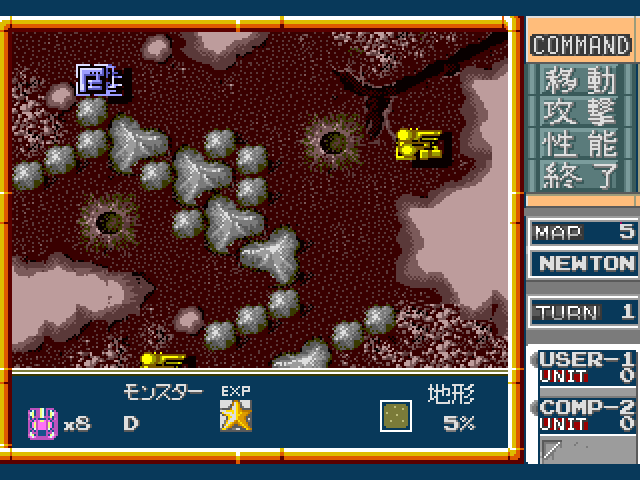 COMMAND
移動
攻撃
性能
終了
MAP 5
NEWTON
TURN 1
USER-1
UNIT 0
COMP-2
UNIT 0
モンスター EXP 地形
x8 D 5%